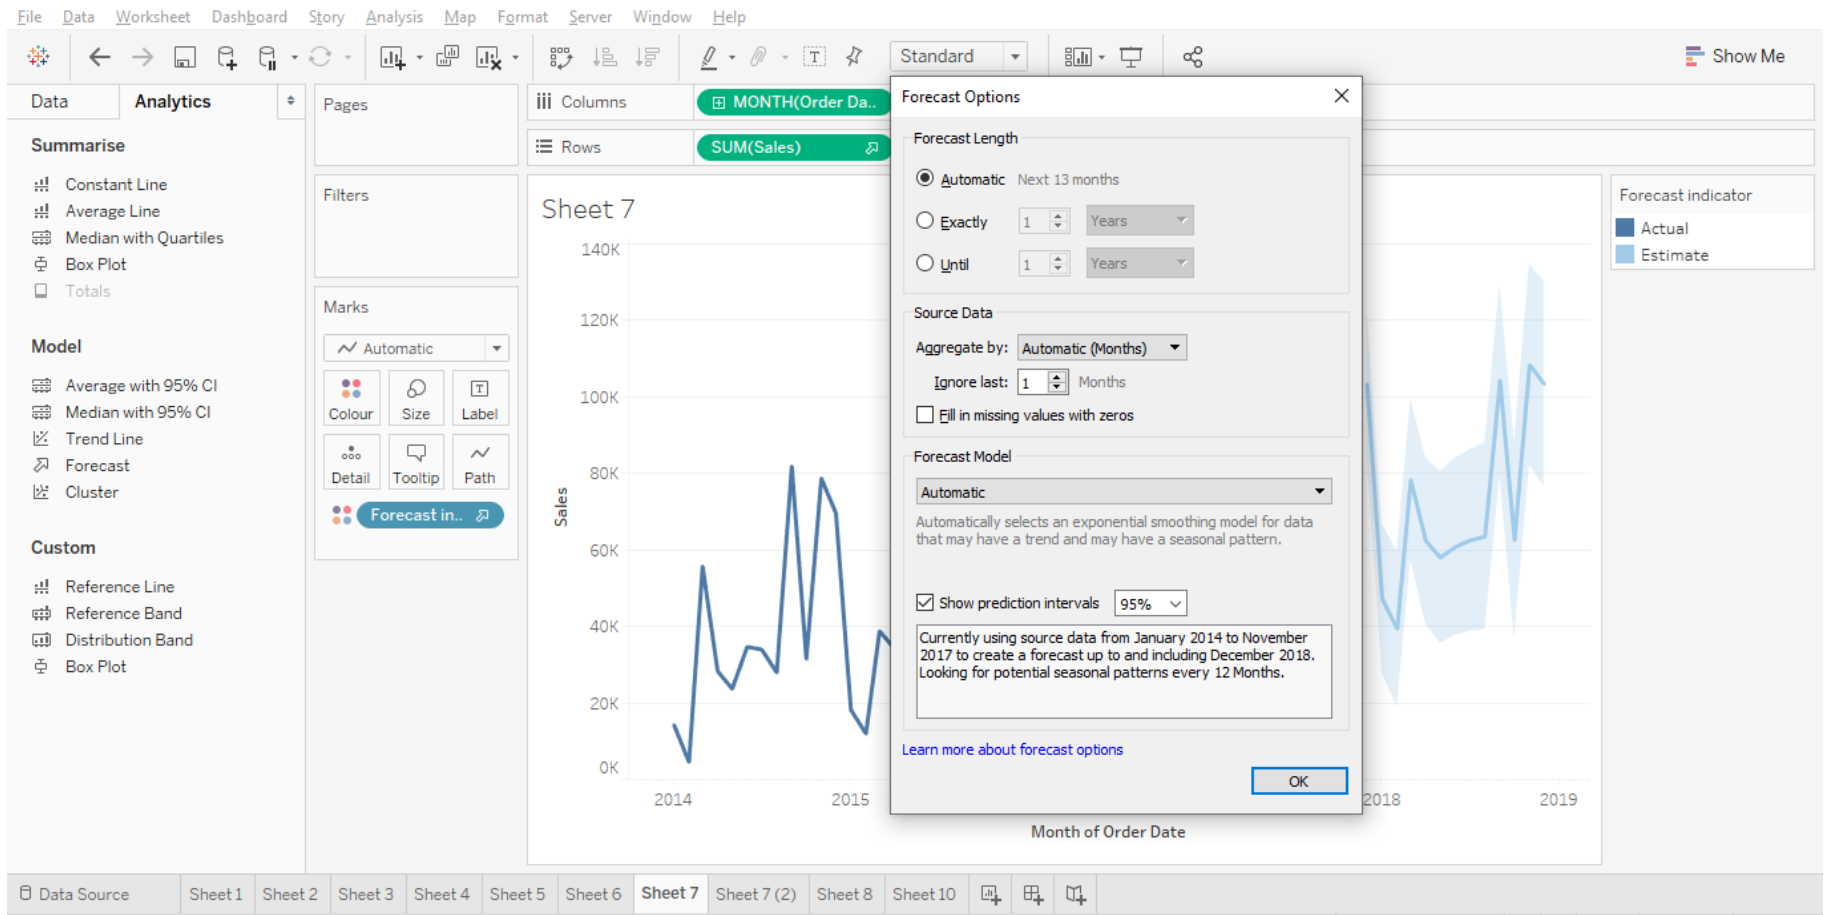 File Data Worksheet Dashboard Story Analysis Map Format Server Window Help
Standard
Show Me
Data Analytics
Summarise
Constant Line
Average Line
Median with Quartiles
Box Plot
Totals
Model
Average with 95% CI
Median with 95% CI
Trend Line
Forecast
Cluster
Custom
Reference Line
Reference Band
Distribution Band
Box Plot
Pages
Filters
Marks
Automatic
Colour Size Label
Detail Tooltip Path
Forecast in..
Columns MONTH(Order Da..
Rows SUM(Sales)
Sheet 7
140K
120K
100K
80K
60K
40K
20K
0K
Sales
2014 2015 2018 2019
Month of Order Date
Forecast Options
Forecast Length
Automatic Next 13 months
Exactly 1 Years
Until 1 Years
Source Data
Aggregate by: Automatic (Months)
Ignore last: 1 Months
Fill in missing values with zeros
Forecast Model
Automatic
Automatically selects an exponential smoothing model for data
that may have a trend and may have a seasonal pattern.
Show prediction intervals 95%
Currently using source data from January 2014 to November
2017 to create a forecast up to and including December 2018.
Looking for potential seasonal patterns every 12 Months.
Learn more about forecast options
OK
Forecast indicator
Actual
Estimate
Data Source Sheet 1 Sheet 2 Sheet 3 Sheet 4 Sheet 5 Sheet 6 Sheet 7 Sheet 7 (2) Sheet 8 Sheet 10